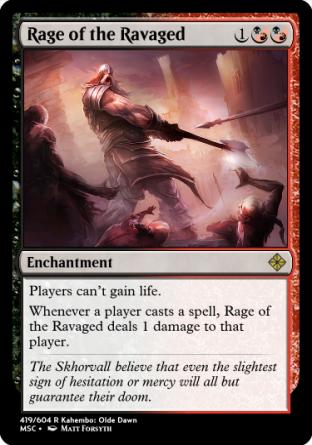 Rage of the Ravaged 1
Enchantment
Players can't gain life.
Whenever a player casts a spell, Rage of
the Ravaged deals 1 damage to that
player.
The Skhorvall believe that even the slightest
sign of hesitation or mercy will all but
guarantee their doom.
419/604 R Kahembo: Olde Dawn
MSC • Matt Forsyth